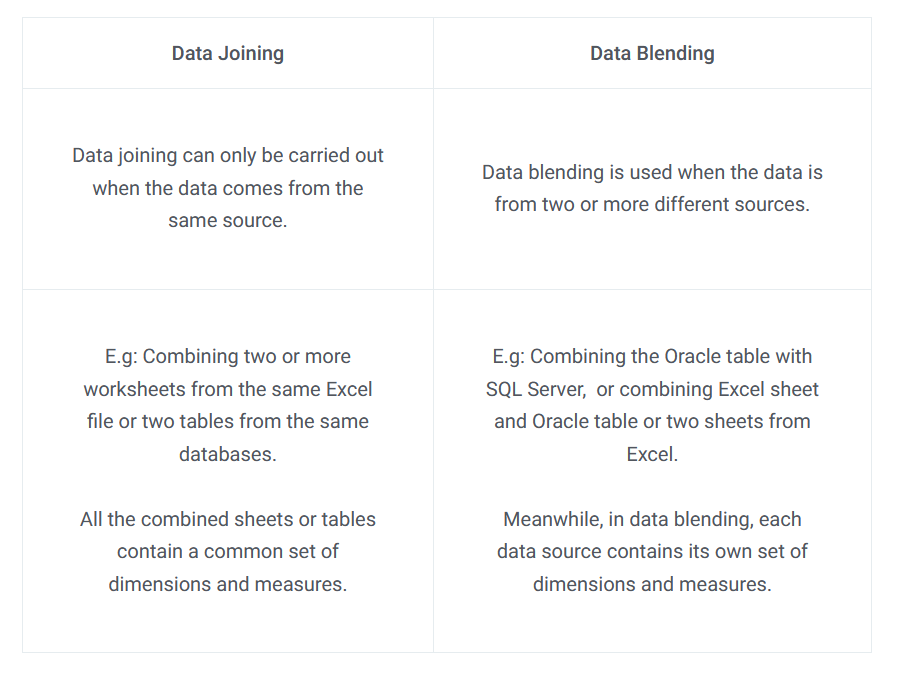 Data Joining
Data Blending
Data joining can only be carried out
when the data comes from the
same source.
Data blending is used when the data is
from two or more different sources.
E.g: Combining two or more
worksheets from the same Excel
file or two tables from the same
databases.
All the combined sheets or tables
contain a common set of
dimensions and measures.
E.g: Combining the Oracle table with
SQL Server,  or combining Excel sheet
and Oracle table or two sheets from
Excel.
Meanwhile, in data blending, each
data source contains its own set of
dimensions and measures.